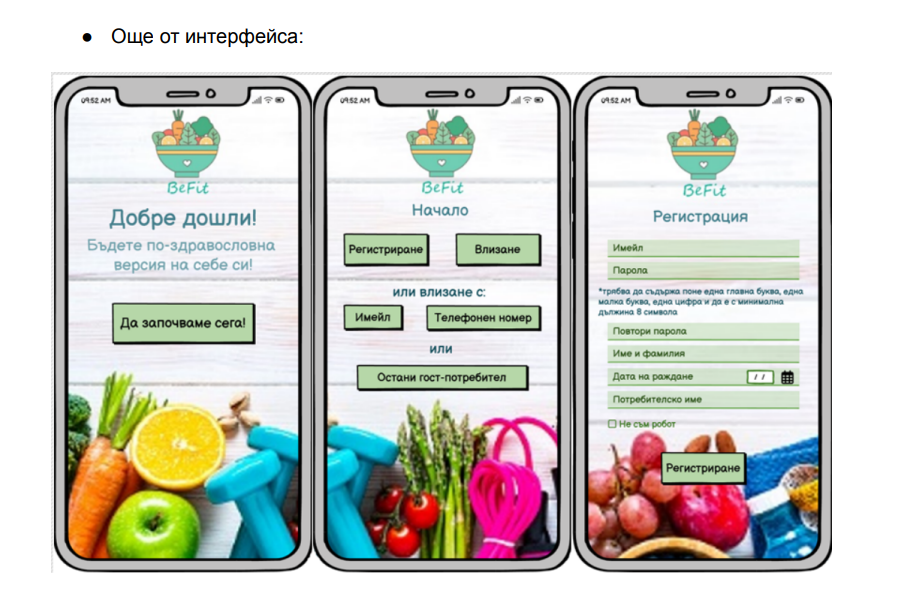 ● Още от интерфейса:
09:52 AM
BeFit
Добре дошли!
Бъдете по-здравословна
версия на себе си!
Да започваме сега!
09:52 AM
BeFit
Начало
Регистриране
Влизане
или влизане с:
Имейл
Телефонен номер
или
Остани гост-потребител
09:52 AM
BeFit
Регистрация
Имейл
Парола
*трябва да съдържа поне една главна буква, една
малка буква, една цифра и да е с минимална
дължина 8 символа
Повтори парола
Име и фамилия
Дата на раждане
/ /
Потребителско име
Не съм робот
Регистриране